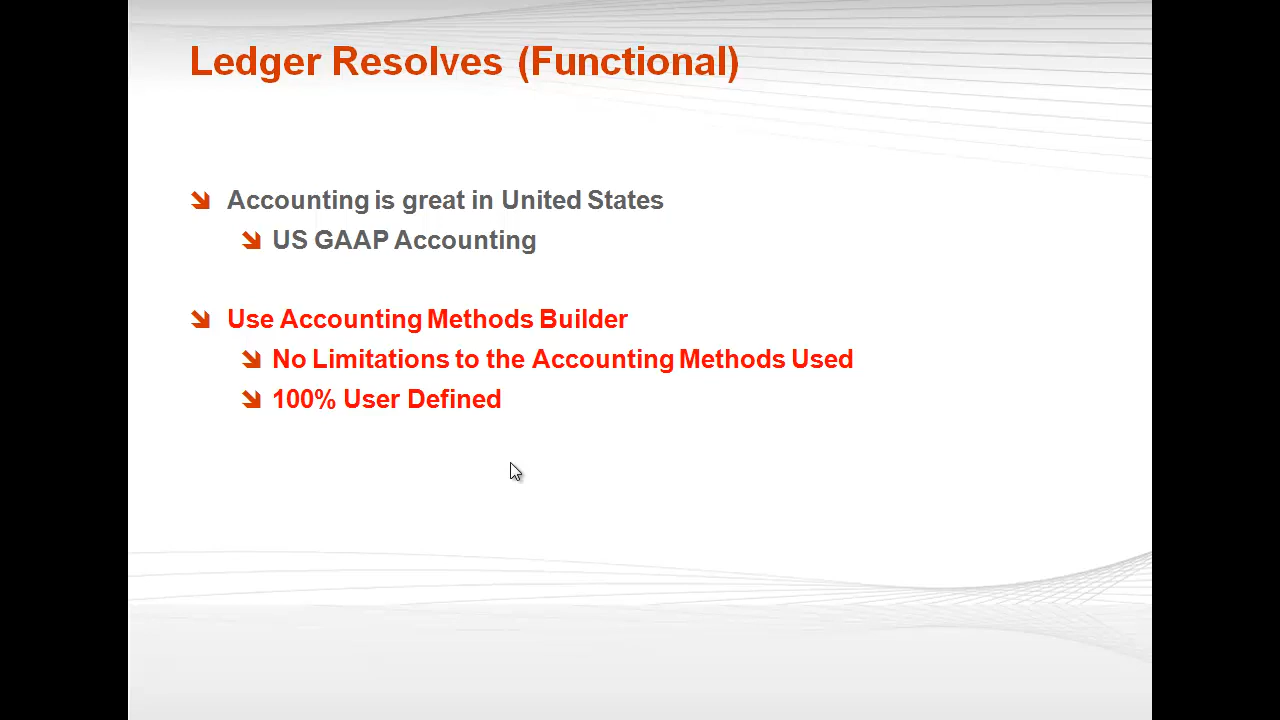 Ledger Resolves (Functional)
Accounting is great in United States
US GAAP Accounting
Use Accounting Methods Builder
No Limitations to the Accounting Methods Used
100% User Defined